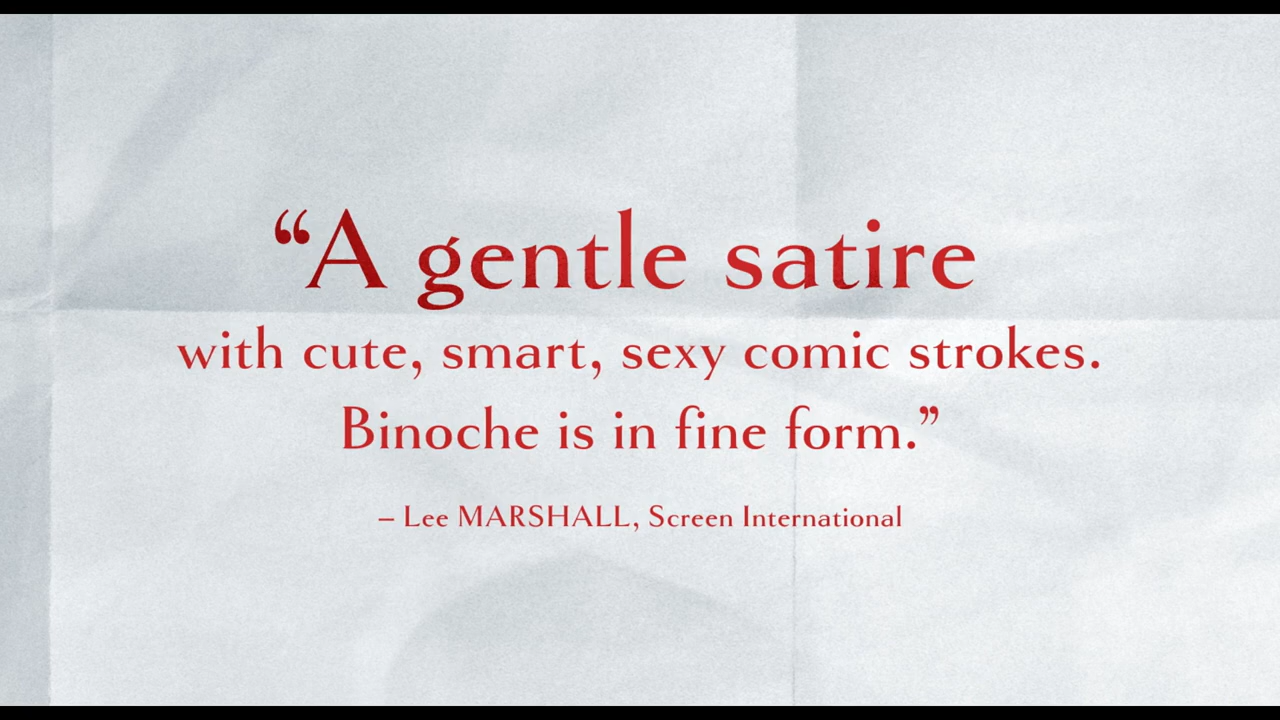 “A gentle satire
with cute, smart, sexy comic strokes.
Binoche is in fine form.”
– Lee MARSHALL, Screen International